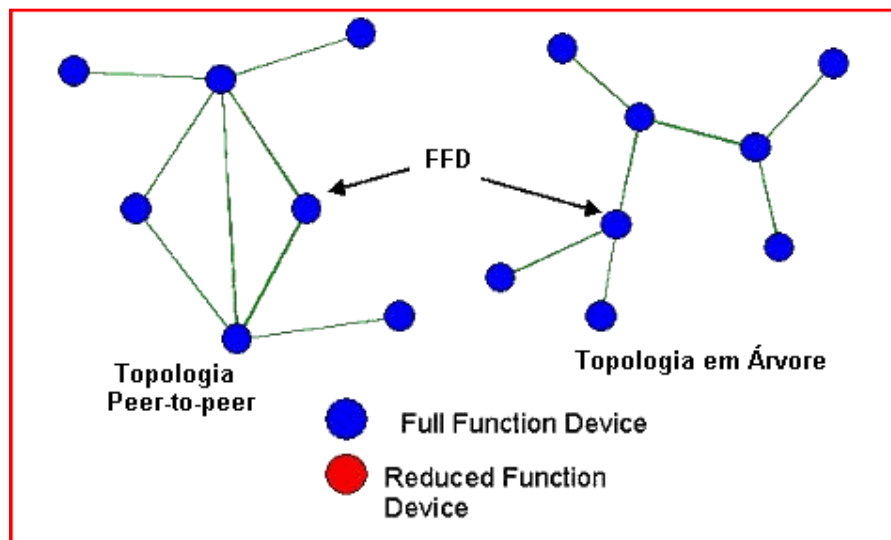 FFD
Topologia
Peer-to-peer
Topologia em Árvore
Full Function Device
Reduced Function
Device